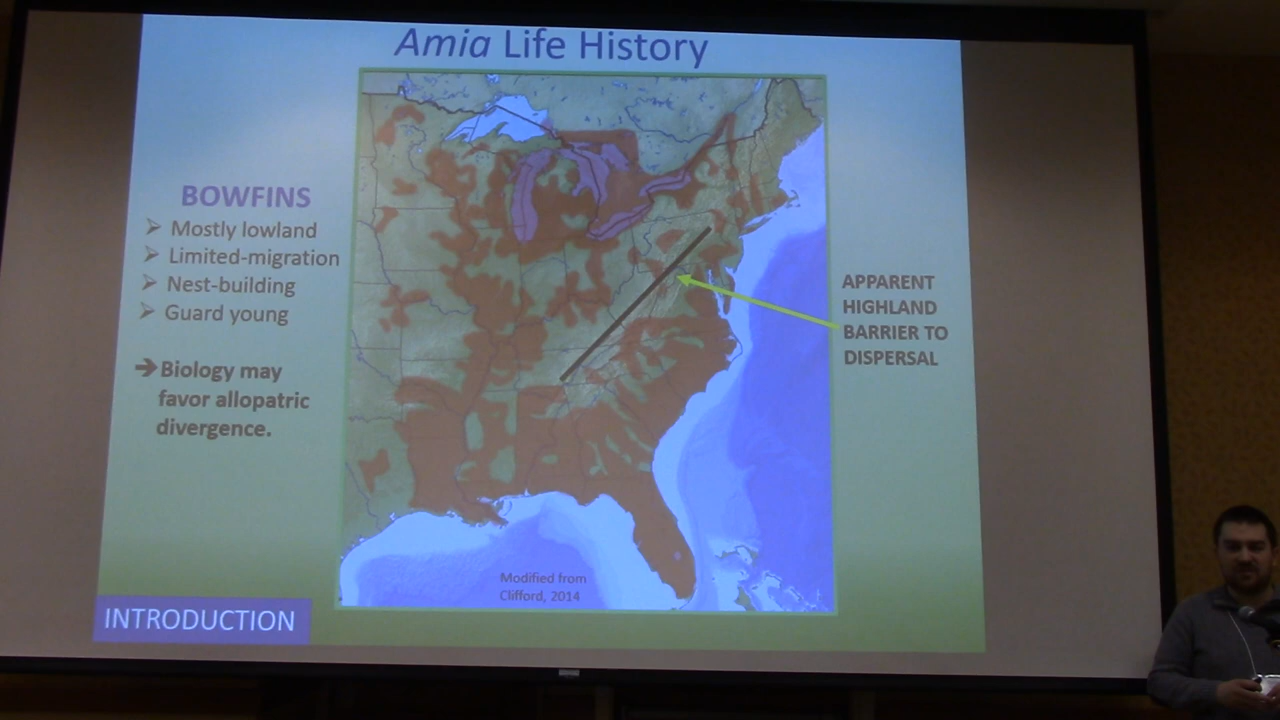 Amia Life History
BOWFINS
➢ Mostly lowland
➢ Limited-migration
➢ Nest-building
➢ Guard young
➔ Biology may
favor allopatric
divergence.
APPARENT
HIGHLAND
BARRIER TO
DISPERSAL
Modified from
Clifford, 2014
INTRODUCTION